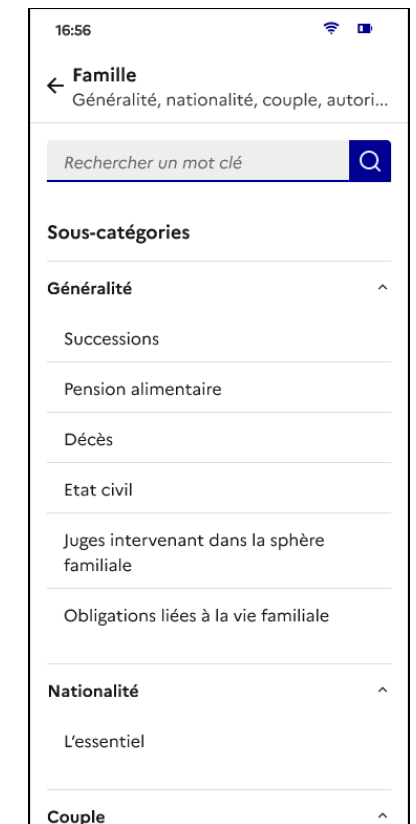 16:56
Famille
Généralité, nationalité, couple, autori...
Rechercher un mot clé
Sous-catégories
Généralité
Successions
Pension alimentaire
Décès
Etat civil
Juges intervenant dans la sphère
familiale
Obligations liées à la vie familiale
Nationalité
L'essentiel
Couple